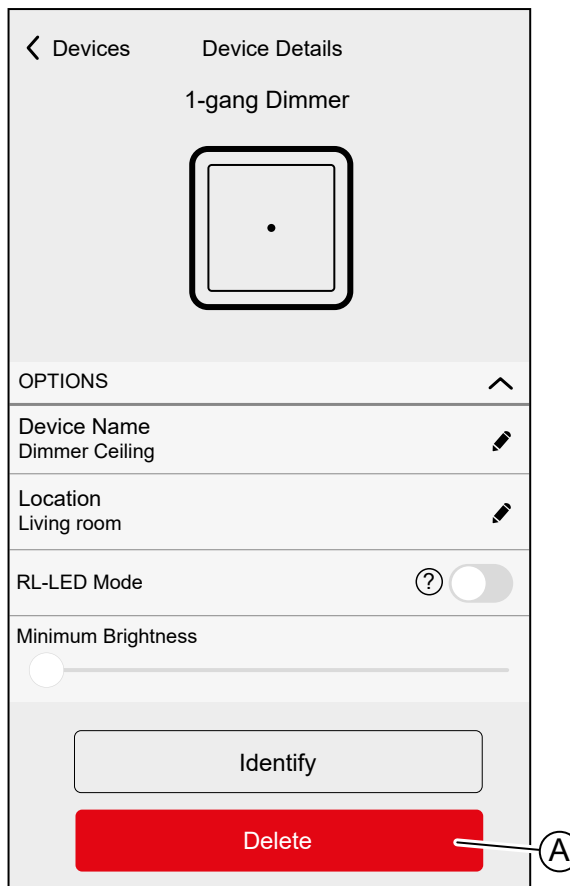 Devices Device Details
1-gang Dimmer
OPTIONS
Device Name
Dimmer Ceiling
Location
Living room
RL-LED Mode ?
Minimum Brightness
Identify
Delete
A